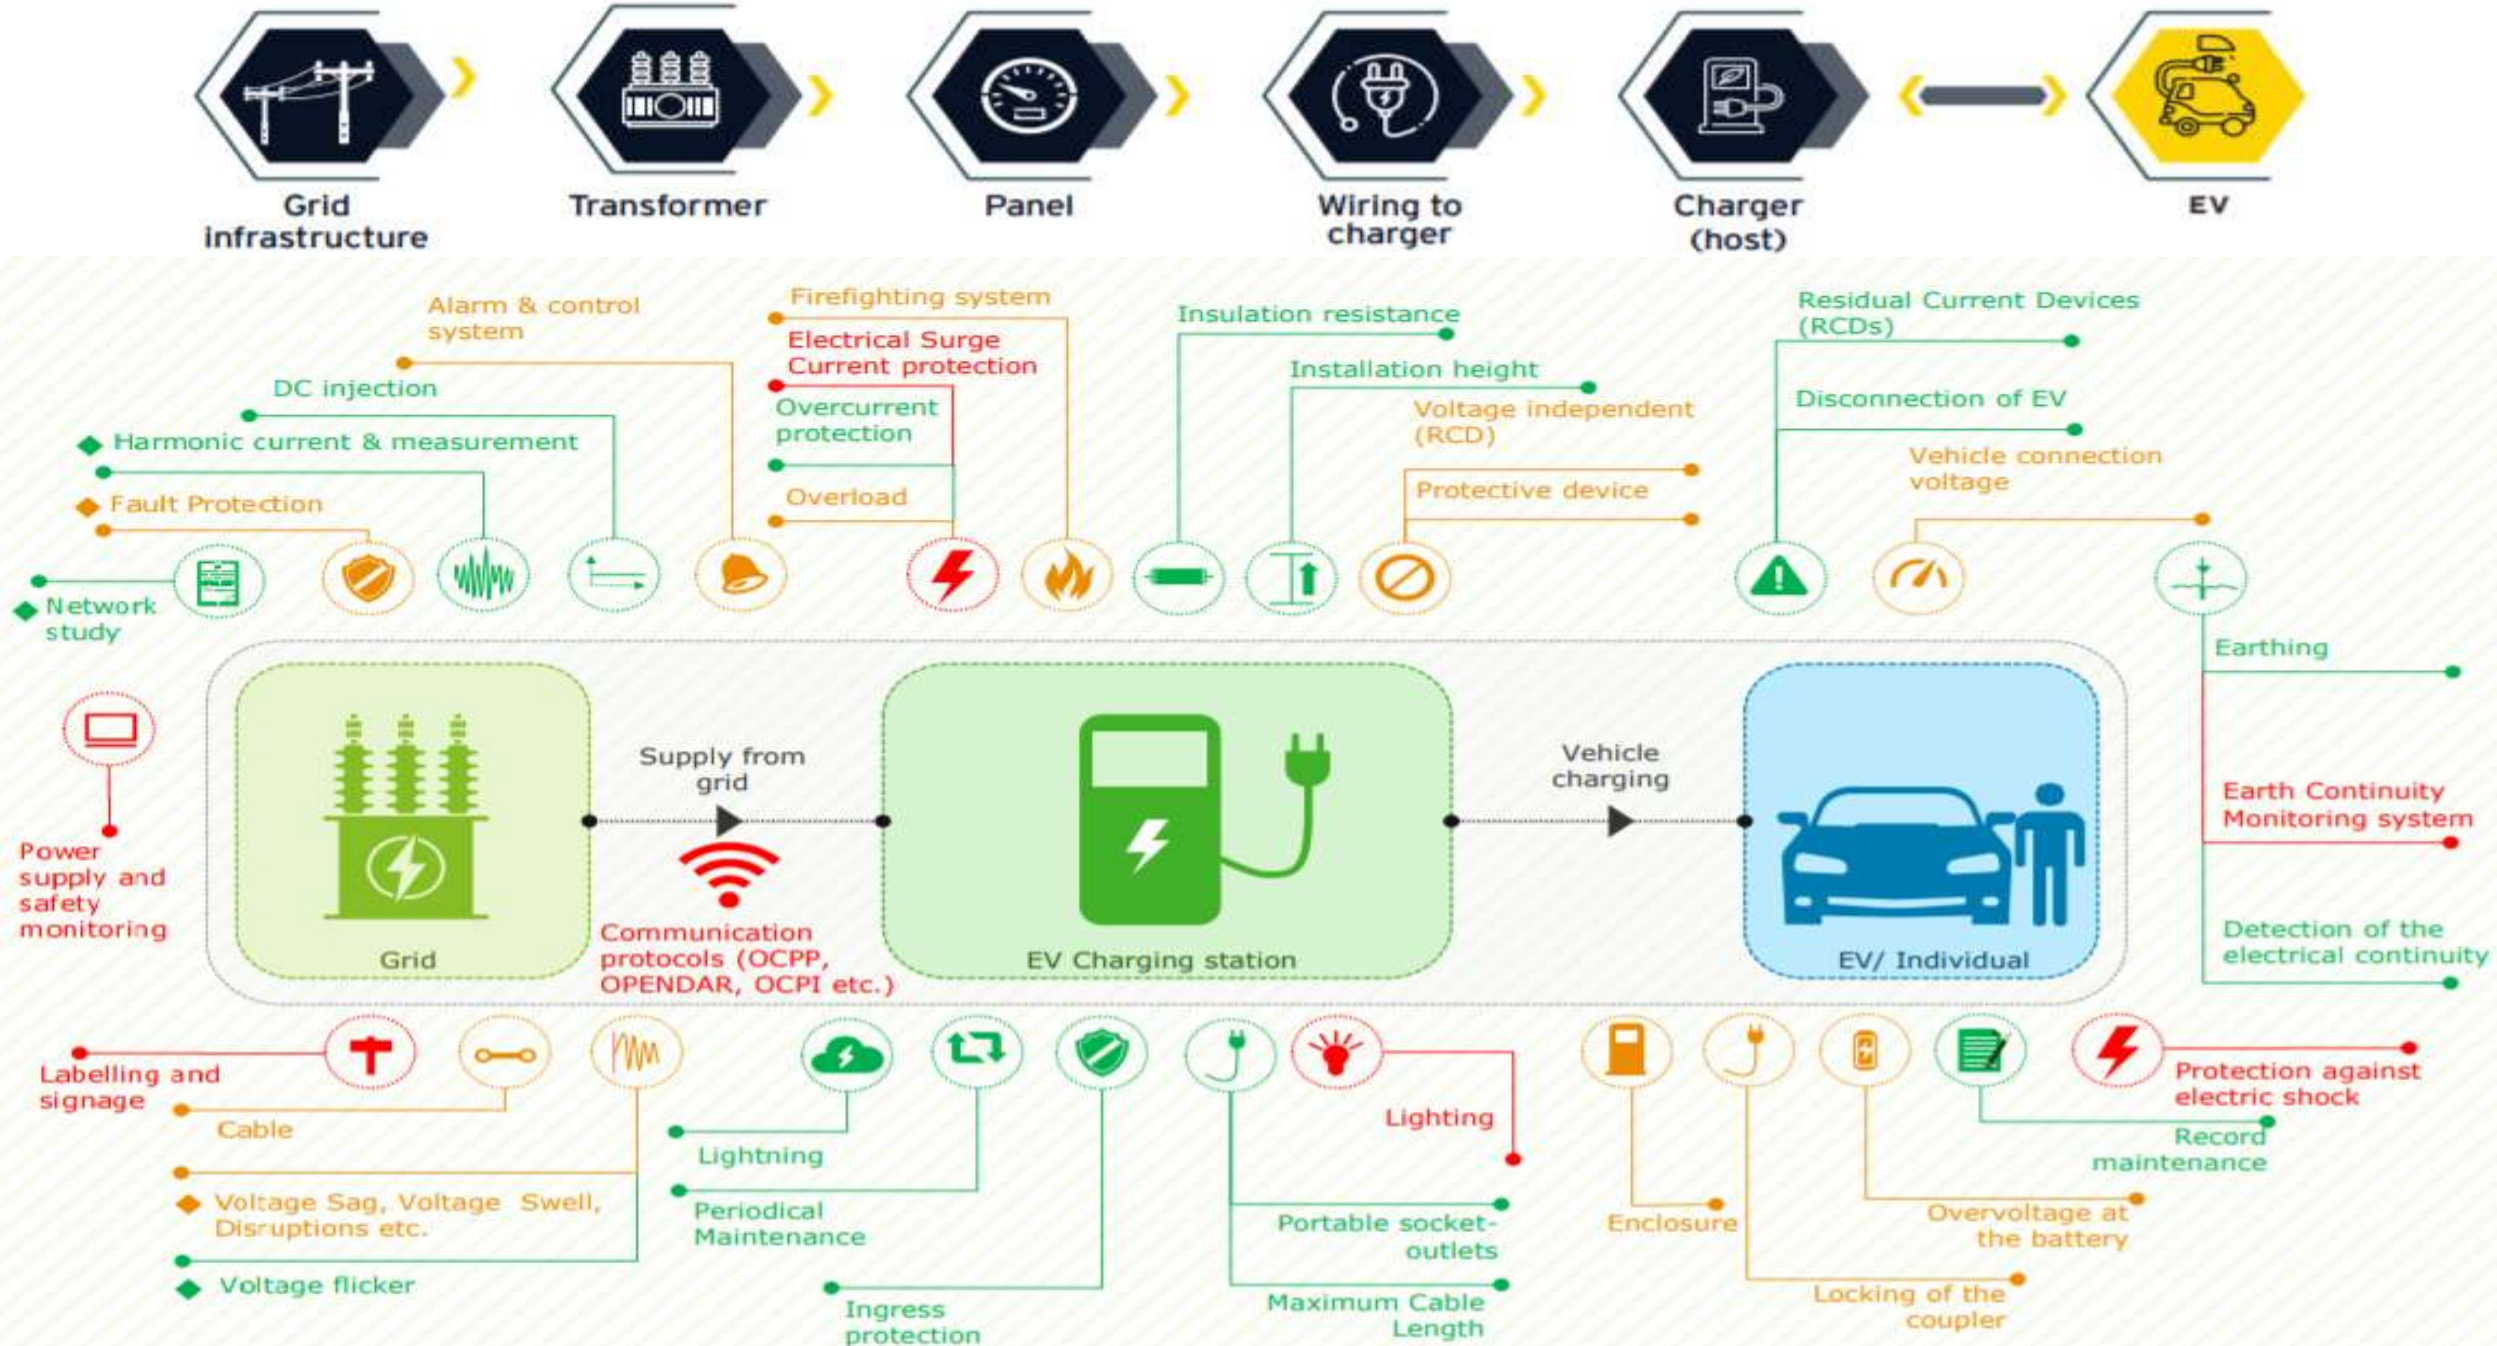 Grid
infrastructure
Transformer
Panel
Wiring to
charger
Charger
(host)
EV
Alarm & control
system
Firefighting system
Electrical Surge
Current protection
Insulation resistance
Residual Current Devices
(RCDs)
DC injection
Installation height
Overcurrent
protection
Disconnection of EV
Harmonic current & measurement
Voltage independent
(RCD)
Vehicle connection
voltage
Fault Protection
Overload
Protective device
Network
study
Earthing
Supply from
grid
Vehicle
charging
Earth Continuity
Monitoring system
Power
supply and
safety
monitoring
Communication
protocols (OCPP,
OPENDAR, OCPI etc.)
Grid
EV Charging station
EV/ Individual
Detection of the
electrical continuity
Labelling and
signage
Protection against
electric shock
Cable
Lighting
Lightning
Record
maintenance
Voltage Sag, Voltage Swell,
Disruptions etc.
Periodical
Maintenance
Portable socket-
outlets
Enclosure
Overvoltage at
the battery
Voltage flicker
Ingress
protection
Maximum Cable
Length
Locking of the
coupler